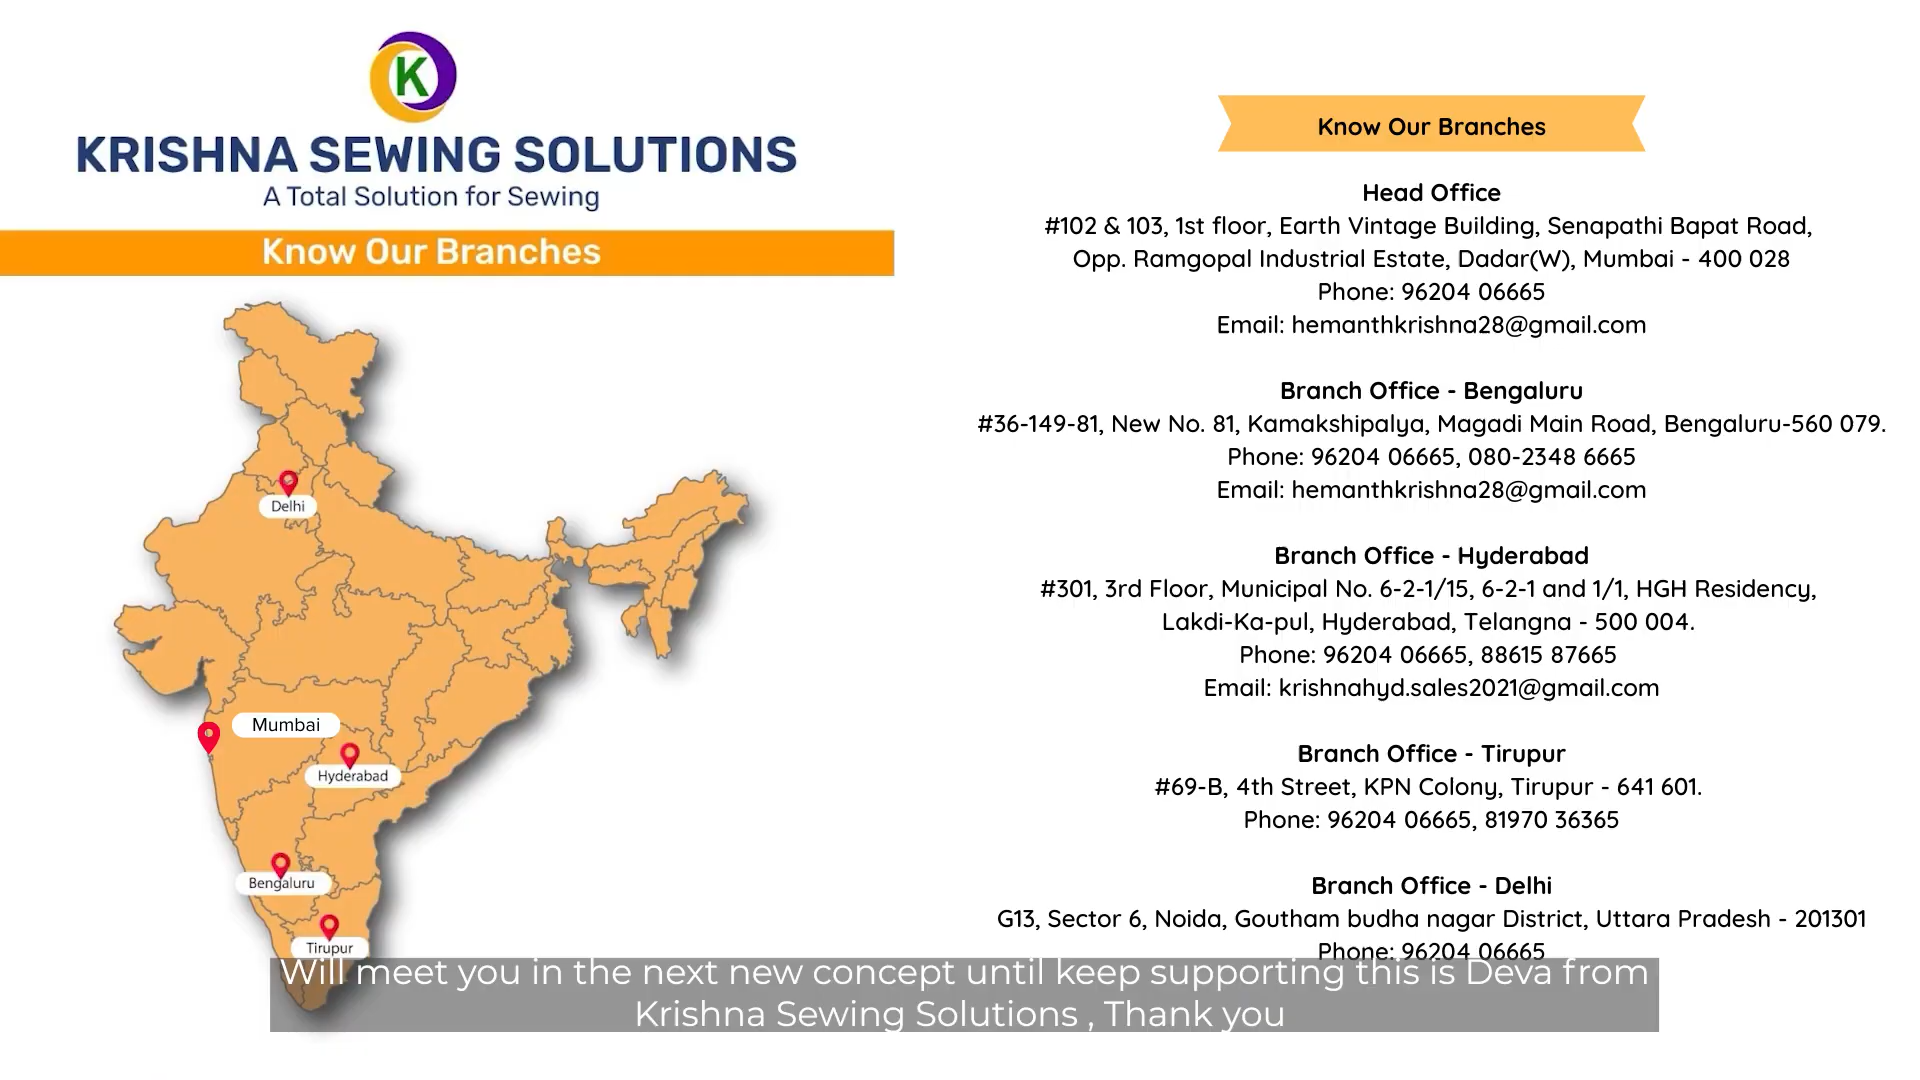 K
KRISHNA SEWING SOLUTIONS
A Total Solution for Sewing
Know Our Branches
Delhi
Mumbai
Hyderabad
Bengaluru
Tirupur
Know Our Branches
Head Office
#102 & 103, 1st floor, Earth Vintage Building, Senapathi Bapat Road,
Opp. Ramgopal Industrial Estate, Dadar(W), Mumbai - 400 028
Phone: 96204 06665
Email: hemanthkrishna28@gmail.com
Branch Office - Bengaluru
#36-149-81, New No. 81, Kamakshipalya, Magadi Main Road, Bengaluru-560 079.
Phone: 96204 06665, 080-2348 6665
Email: hemanthkrishna28@gmail.com
Branch Office - Hyderabad
#301, 3rd Floor, Municipal No. 6-2-1/15, 6-2-1 and 1/1, HGH Residency,
Lakdi-Ka-pul, Hyderabad, Telangna - 500 004.
Phone: 96204 06665, 88615 87665
Email: krishnahyd.sales2021@gmail.com
Branch Office - Tirupur
#69-B, 4th Street, KPN Colony, Tirupur - 641 601.
Phone: 96204 06665, 81970 36365
Branch Office - Delhi
G13, Sector 6, Noida, Goutham budha nagar District, Uttara Pradesh - 201301
Phone: 96204 06665
Will meet you in the next new concept until keep supporting this is Deva from
Krishna Sewing Solutions , Thank you